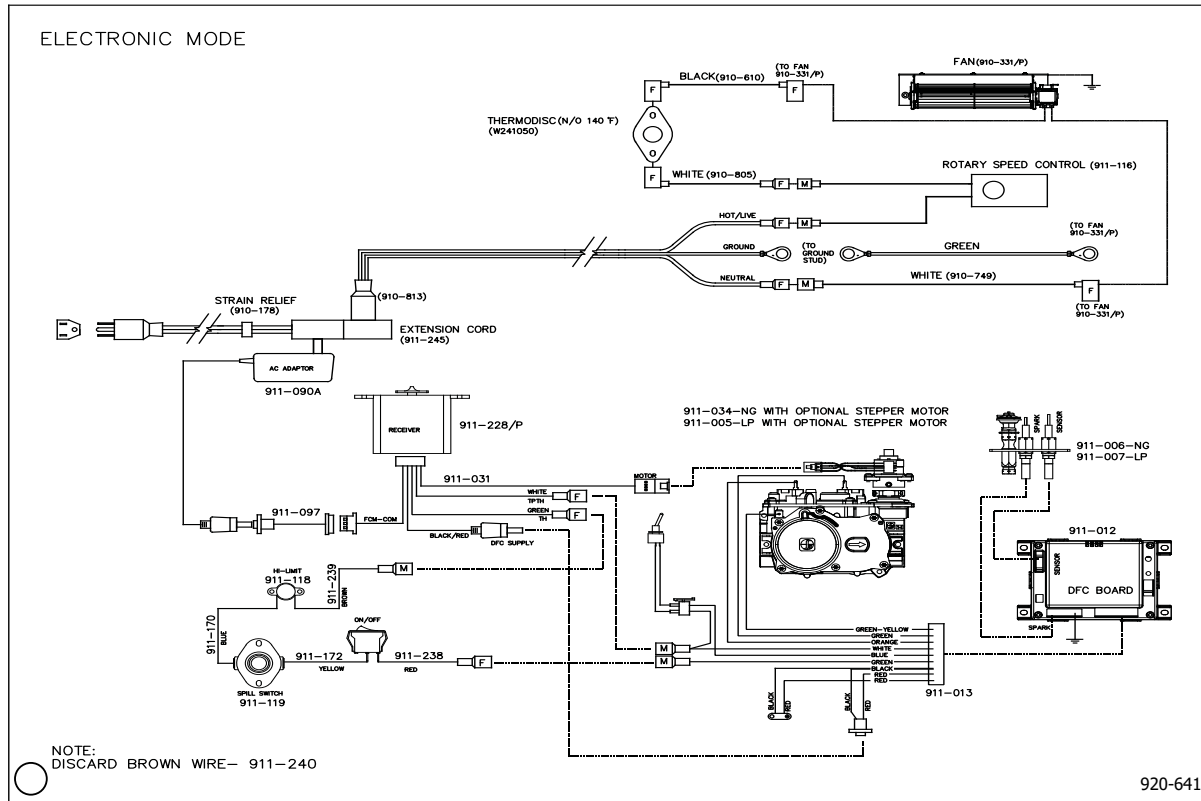 ELECTRONIC MODE
BLACK(910-610)
(TO FAN
910-331/P)
FAN(910-331/P)
F
F
THERMODISC(N/O 140°F)
(W241050)
F
WHITE (910-805)
F
M
ROTARY SPEED CONTROL (911-116)
HOT/LIVE
F
M
GROUND
(TO
GROUND
STUD)
GREEN
(TO FAN
910-331/P)
NEUTRAL
F
M
WHITE (910-749)
F
(TO FAN
910-331/P)
(910-813)
STRAIN RELIEF
(910-178)
EXTENSION CORD
(911-245)
AC ADAPTOR
911-090A
RECEIVER
911-228/P
911-034-NG WITH OPTIONAL STEPPER MOTOR
911-005-LP WITH OPTIONAL STEPPER MOTOR
SPARK
SENSOR
911-006-NG
911-007-LP
911-031
MOTOR
WHITE
TPTH
F
GREEN
TH
F
911-097
FCM-COM
BLACK/RED
DFC SUPPLY
911-012
SENSOR
DFC BOARD
SPARK
HI-LIMIT
911-118
911-239
BROWN
M
911-170
BLUE
ON/OFF
911-172
YELLOW
911-238
RED
F
M
M
SPILL SWITCH
911-119
GREEN-YELLOW
GREEN
ORANGE
WHITE
BLUE
GREEN
BLACK
RED
RED
911-013
BLACK
RED
BLACK
RED
NOTE:
DISCARD BROWN WIRE- 911-240
920-641